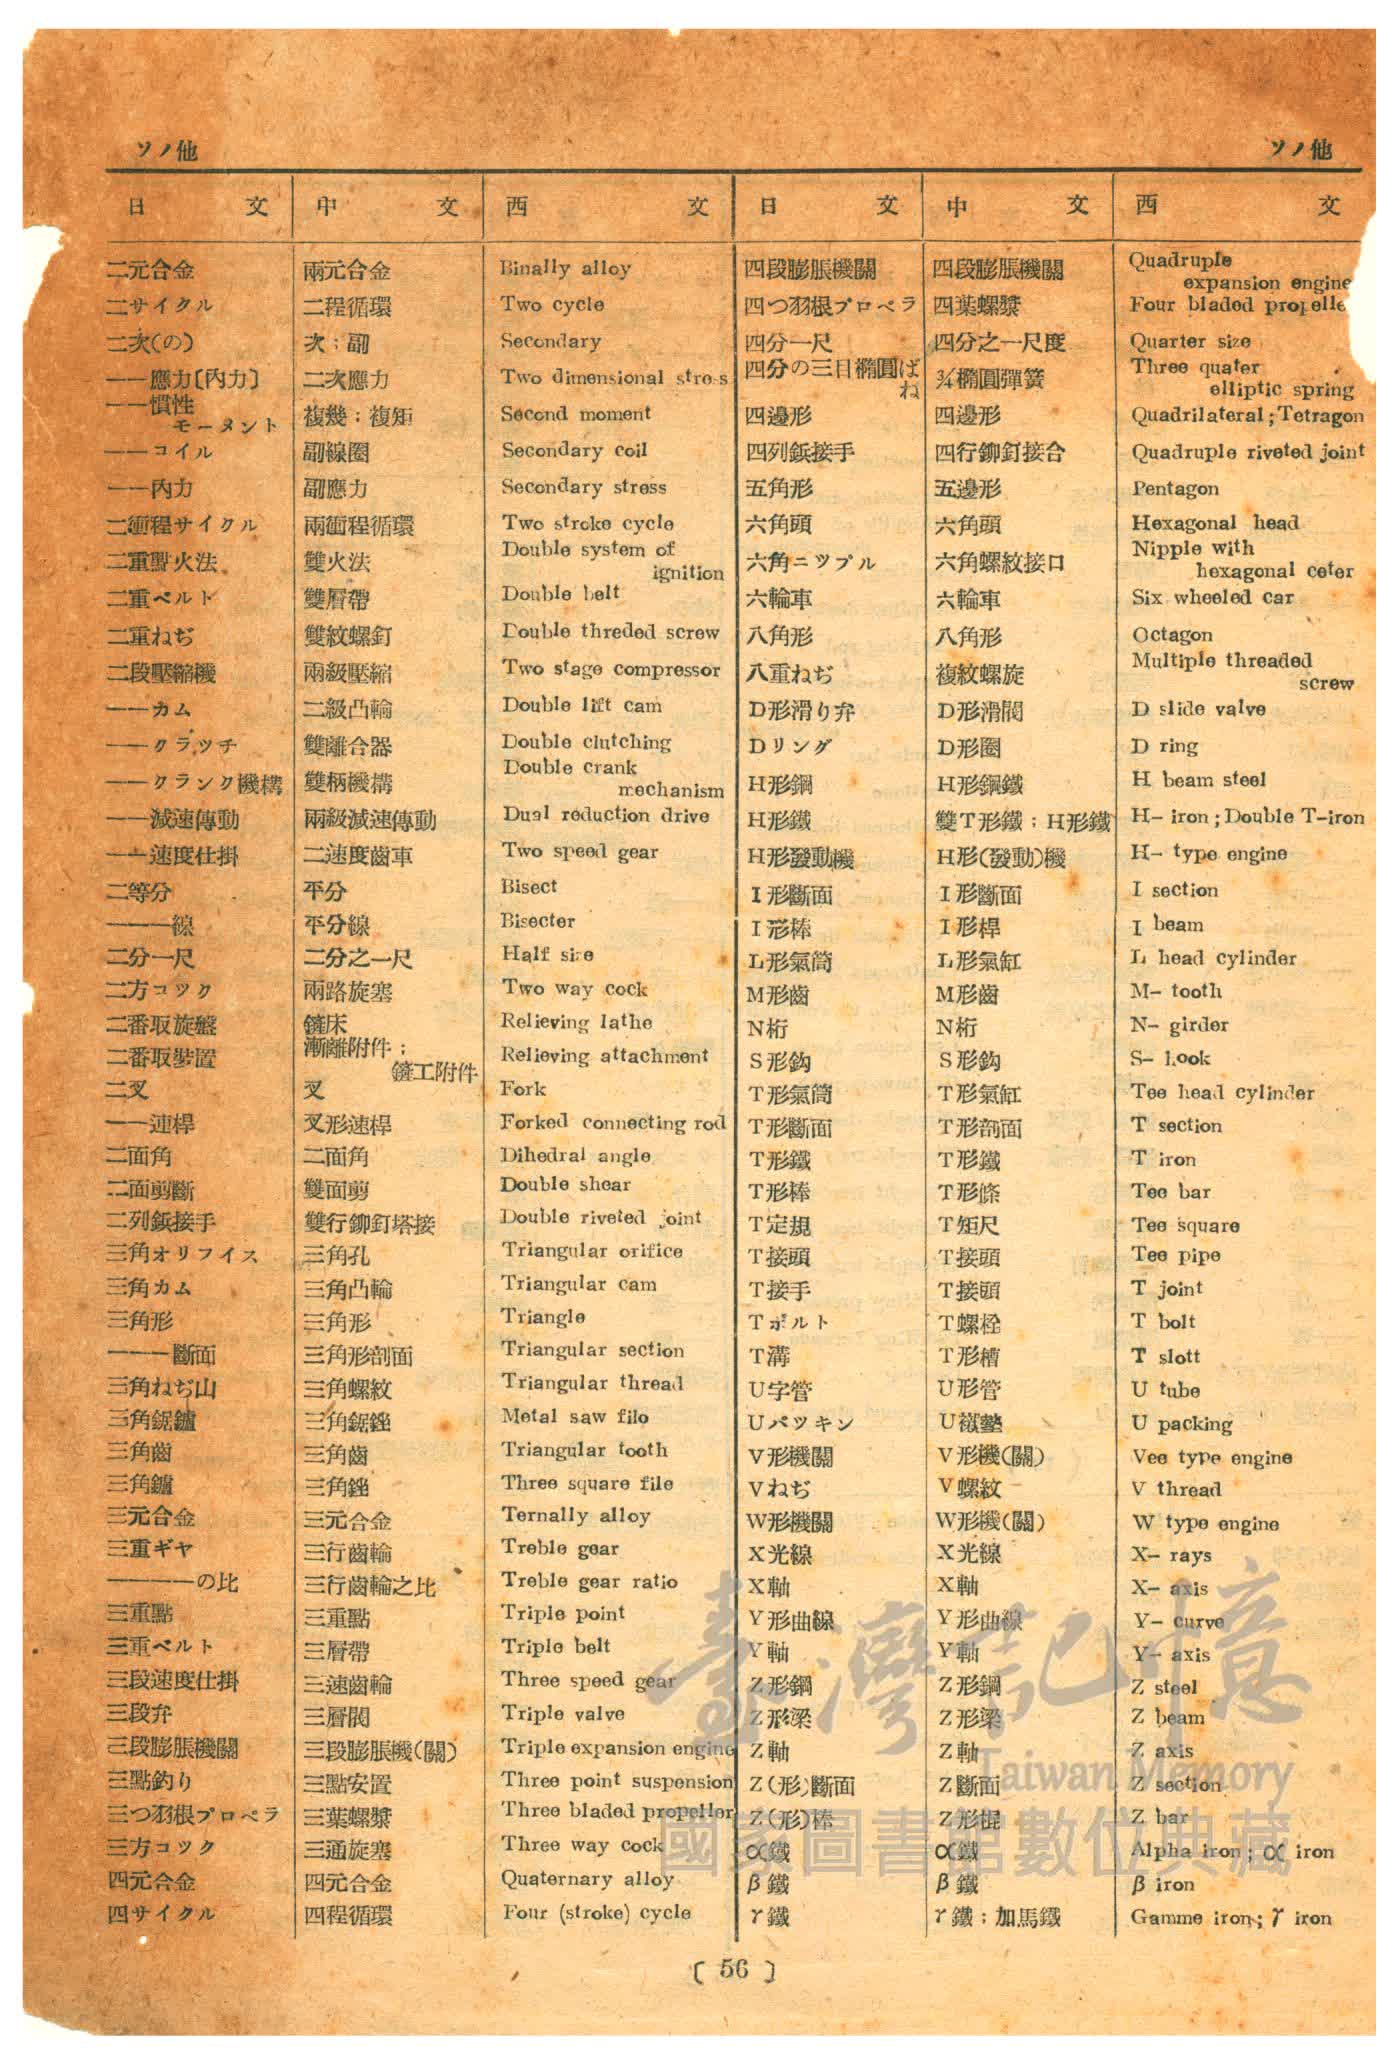 ソノ他 ソノ他
日文 中文 西文 日文 中文 西文
二元合金 兩元合金 Binally alloy
二サイクル 二程循環 Two cycle
二次(の) 次；副 Secondary
——應力〔內力〕 二次應力 Two dimensional stress
——慣性
モーメント 複幾；複矩 Second moment
——コイル 副線圈 Secondary coil
——內力 副應力 Secondary stress
二衝程サイクル 兩衝程循環 Two stroke cycle
二重點火法 雙火法 Double system of
ignition
二重ベルト 雙層帶 Double belt
二重ねぢ 雙紋螺釘 Double threded screw
二段壓縮機 兩級壓縮 Two stage compressor
——カム 二級凸輪 Double lift cam
——クラツチ 雙離合器 Double clutching
——クランク機構 雙柄機構 Double crank
mechanism
——減速傳動 兩級減速傳動 Dual reduction drive
——速度仕掛 二速度齒車 Two speed gear
二等分 平分 Bisect
———線 平分線 Bisecter
二分一尺 二分之一尺 Half size
二方コツク 兩路旋塞 Two way cock
二番取旋盤 鏟床 Relieving lathe
二番取裝置 漸離附件；
鏟工附件 Relieving attachment
二叉 叉 Fork
——連桿 叉形速桿 Forked connecting rod
二面角 二面角 Dihedral angle
二面剪斷 雙面剪 Double shear
二列鋲接手 雙行鉚釘塔接 Double riveted joint
三角オリフイス 三角孔 Triangular orifice
三角カム 三角凸輪 Triangular cam
三角形 三角形 Triangle
———斷面 三角形剖面 Triangular section
三角ねぢ山 三角螺紋 Triangular thread
三角鋸鑢 三角鋸銼 Metal saw file
三角齒 三角齒 Triangular tooth
三角鑢 三角銼 Three square file
三元合金 三元合金 Ternally alloy
三重ギヤ 三行齒輪 Treble gear
————の比 三行齒輪之比 Treble gear ratio
三重點 三重點 Triple point
三重ベルト 三層帶 Triple belt
三段速度仕掛 三速齒輪 Three speed gear
三段弁 三層閥 Triple valve
三段膨脹機關 三段膨脹機(關) Triple expansion engine
三點釣り 三點安置 Three point suspension
三つ羽根プロペラ 三葉螺槳 Three bladed propeller
三方コツク 三通旋塞 Three way cock
四元合金 四元合金 Quaternary alloy
四サイクル 四程循環 Four (stroke) cycle
四段膨脹機關 四段膨脹機關 Quadruple
expansion engine
四つ羽根プロペラ 四葉螺槳 Four bladed propelle
四分一尺 四分之一尺度 Quarter size
四分の三日楕圓ば
ね ¾橢圓彈簧 Three quater
elliptic spring
四邊形 四邊形 Quadrilateral; Tetragon
四列鋲接手 四行鉚釘接合 Quadruple riveted joint
五角形 五邊形 Pentagon
六角頭 六角頭 Hexagonal head
六角ニツプル 六角螺紋接口 Nipple with
hexagonal ceter
六輪車 六輪車 Six wheeled car
八角形 八角形 Octagon
八重ねぢ 複紋螺旋 Multiple threaded
screw
D形滑り弁 D形滑閥 D slide valve
Dリング D形圈 D ring
H形鋼 H形鋼鐵 H beam steel
H形鐵 雙T形鐵；H形鐵 H- iron; Double T-iron
H形發動機 H形(發動)機 H- type engine
I形斷面 I形斷面 I section
I形棒 I形桿 I beam
L形氣筒 L形氣缸 L head cylinder
M形齒 M形齒 M- tooth
N桁 N桁 N- girder
S形鈎 S形鈎 S- hook
T形氣筒 T形氣缸 Tee head cylinder
T形斷面 T形剖面 T section
T形鐵 T形鐵 T iron
T形棒 T形條 Tee bar
T定規 T矩尺 Tee square
T接頭 T接頭 Tee pipe
T接手 T接頭 T joint
Tボルト T螺栓 T bolt
T溝 T形槽 T slott
U字管 U形管 U tube
Uパツキン U襯墊 U packing
V形機關 V形機(關) Vee type engine
Vねぢ V螺紋 V thread
W形機關 W形機(關) W type engine
X光線 X光線 X- rays
X軸 X軸 X- axis
Y形曲線 Y形曲線 Y- curve
Y軸 Y軸 Y- axis
Z形鋼 Z形鋼 Z steel
Z形梁 Z形梁 Z beam
Z軸 Z軸 Z axis
Z(形)斷面 Z斷面 Z section
Z(形)棒 Z形棍 Z bar
α鐵 α鐵 Alpha iron; α iron
β鐵 β鐵 β iron
γ鐵 γ鐵；加馬鐵 Gamme iron; γ iron
〔 56 〕
臺灣記憶
Taiwan Memory
國家圖書館數位典藏